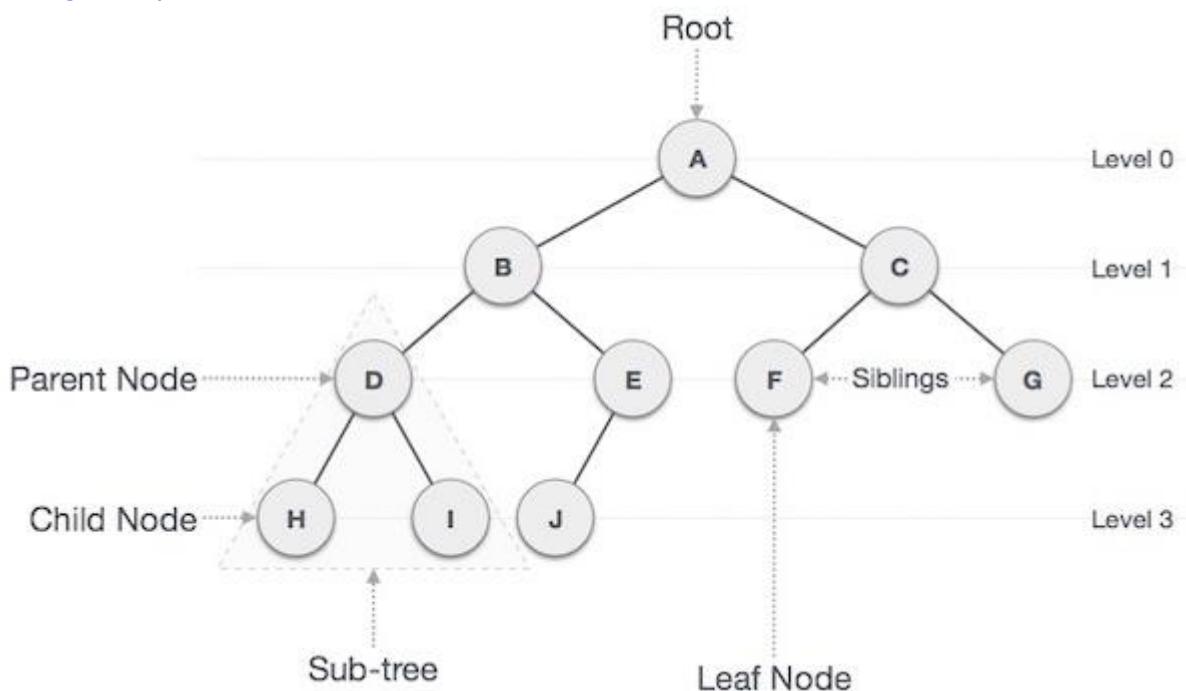 Root
A
Level 0
B
C
Level 1
Parent Node
D
E
F
Siblings
G
Level 2
Child Node
H
I
J
Level 3
Sub-tree
Leaf Node